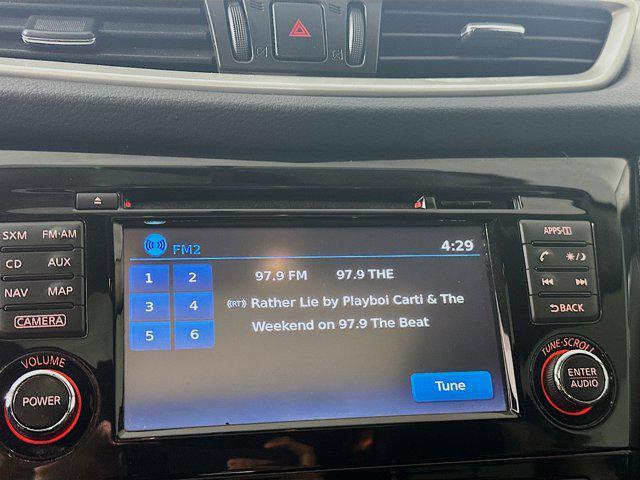 SXM FM·AM
CD AUX
NAV MAP
CAMERA
VOLUME
POWER
FM2 4:29
1 2
3 4
5 6
97.9 FM 97.9 THE
(RT) Rather Lie by Playboi Carti & The
Weekend on 97.9 The Beat
Tune
APPS·
BACK
TUNE·SCROLL
ENTER
AUDIO